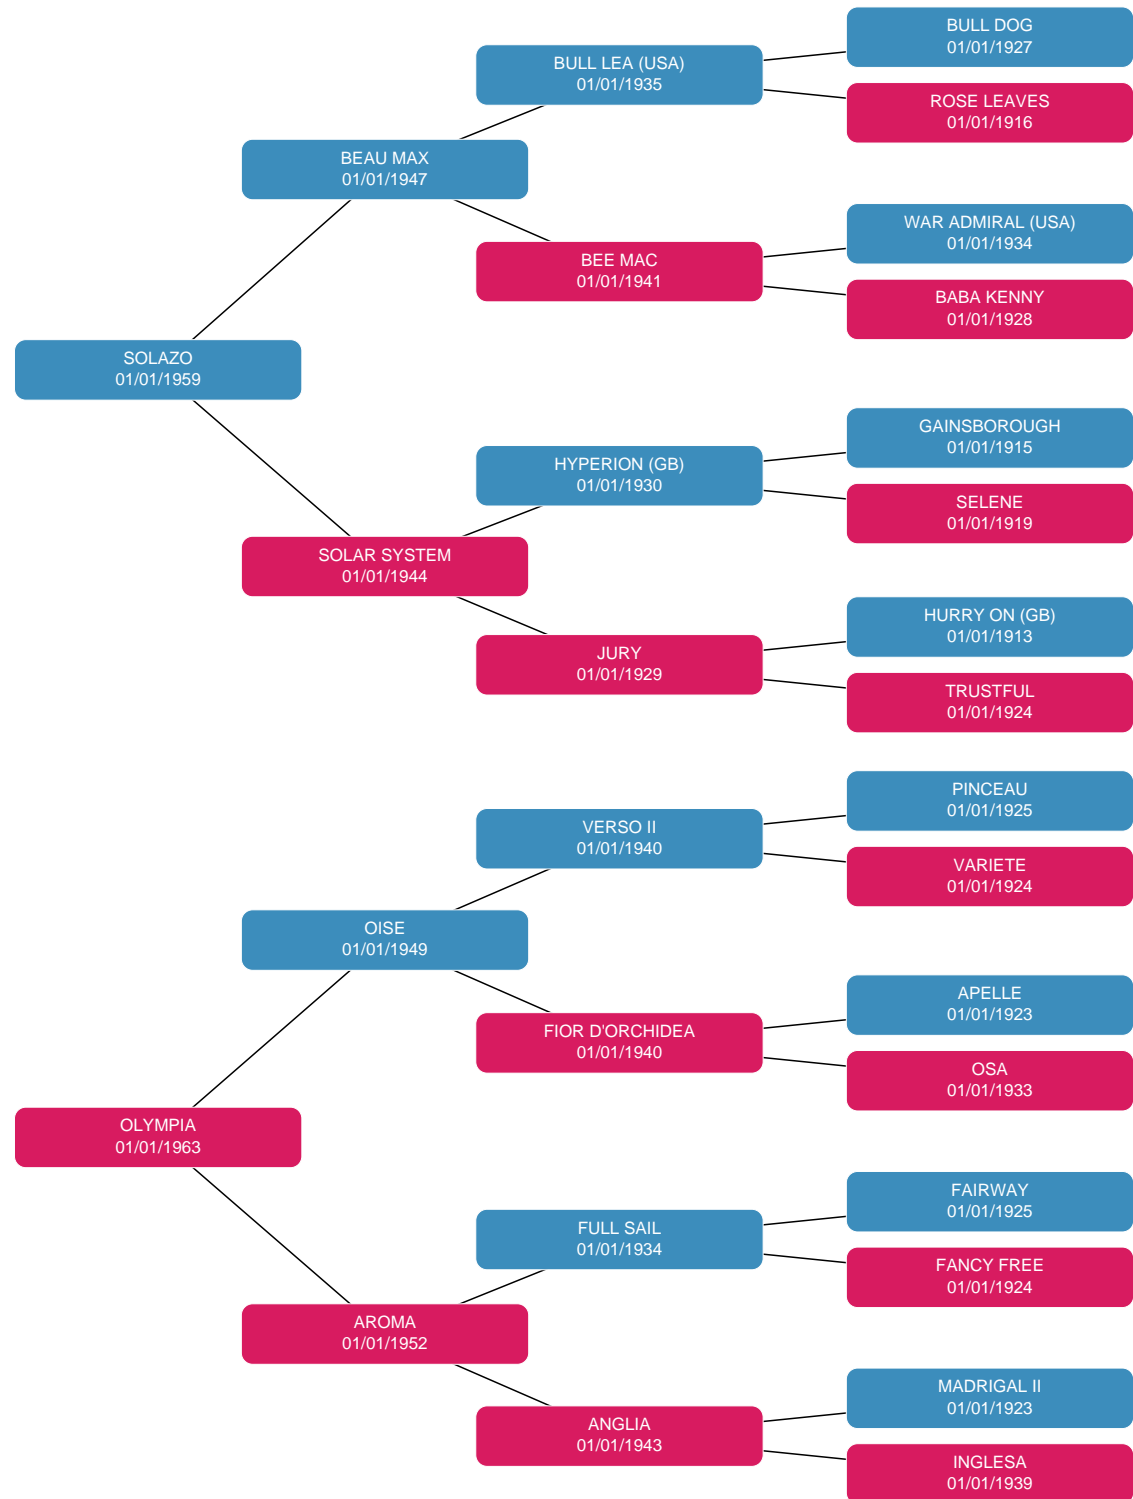 BULL DOG
01/01/1927
BULL LEA (USA)
01/01/1935
ROSE LEAVES
01/01/1916
BEAU MAX
01/01/1947
WAR ADMIRAL (USA)
01/01/1934
BEE MAC
01/01/1941
BABA KENNY
01/01/1928
SOLAZO
01/01/1959
GAINSBOROUGH
01/01/1915
HYPERION (GB)
01/01/1930
SELENE
01/01/1919
SOLAR SYSTEM
01/01/1944
HURRY ON (GB)
01/01/1913
JURY
01/01/1929
TRUSTFUL
01/01/1924
PINCEAU
01/01/1925
VERSO II
01/01/1940
VARIETE
01/01/1924
OISE
01/01/1949
APELLE
01/01/1923
FIOR D'ORCHIDEA
01/01/1940
OSA
01/01/1933
OLYMPIA
01/01/1963
FAIRWAY
01/01/1925
FULL SAIL
01/01/1934
FANCY FREE
01/01/1924
AROMA
01/01/1952
MADRIGAL II
01/01/1923
ANGLIA
01/01/1943
INGLESA
01/01/1939